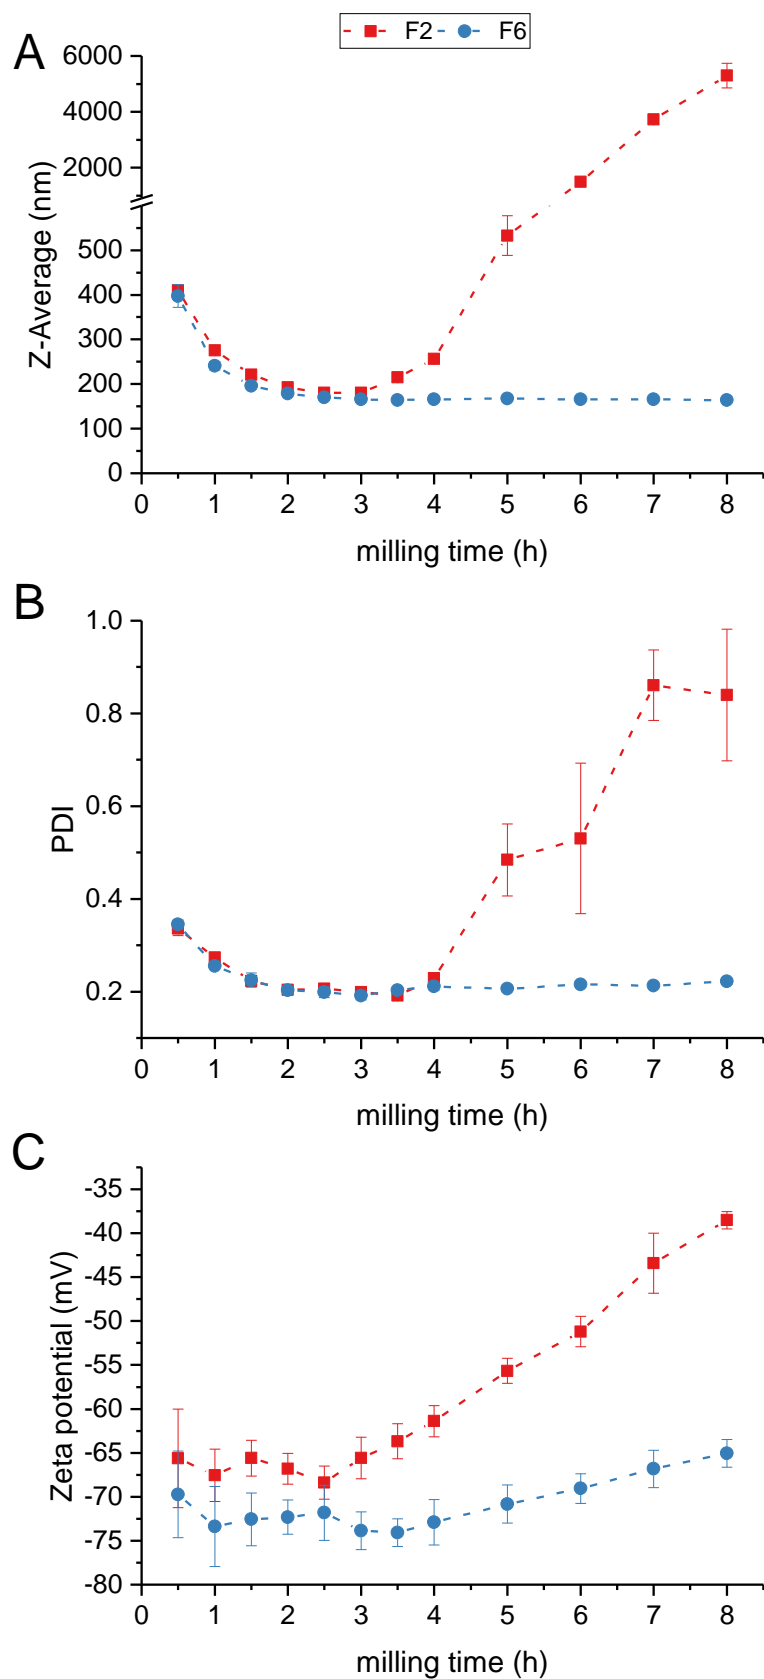 F2 F6
A
6000
4000
2000
500
400
300
200
100
0
Z-Average (nm)
0 1 2 3 4 5 6 7 8
milling time (h)
B
1.0
0.8
0.6
0.4
0.2
PDI
0 1 2 3 4 5 6 7 8
milling time (h)
C
-35
-40
-45
-50
-55
-60
-65
-70
-75
-80
Zeta potential (mV)
0 1 2 3 4 5 6 7 8
milling time (h)